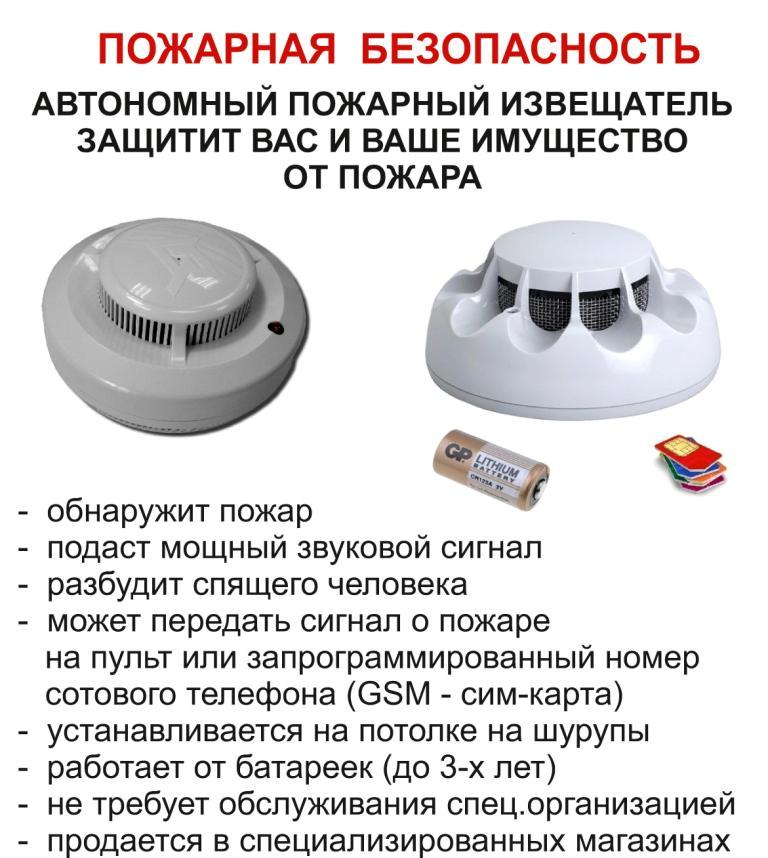 ПОЖАРНАЯ БЕЗОПАСНОСТЬ
АВТОНОМНЫЙ ПОЖАРНЫЙ ИЗВЕЩАТЕЛЬ
ЗАЩИТИТ ВАС И ВАШЕ ИМУЩЕСТВО
ОТ ПОЖАРА
GP LITHIUM
BATTERY
CR123A 3V
- обнаружит пожар
- подаст мощный звуковой сигнал
- разбудит спящего человека
- может передать сигнал о пожаре
на пульт или запрограммированный номер
сотового телефона (GSM - сим-карта)
- устанавливается на потолке на шурупы
- работает от батареек (до 3-х лет)
- не требует обслуживания спец.организацией
- продается в специализированных магазинах